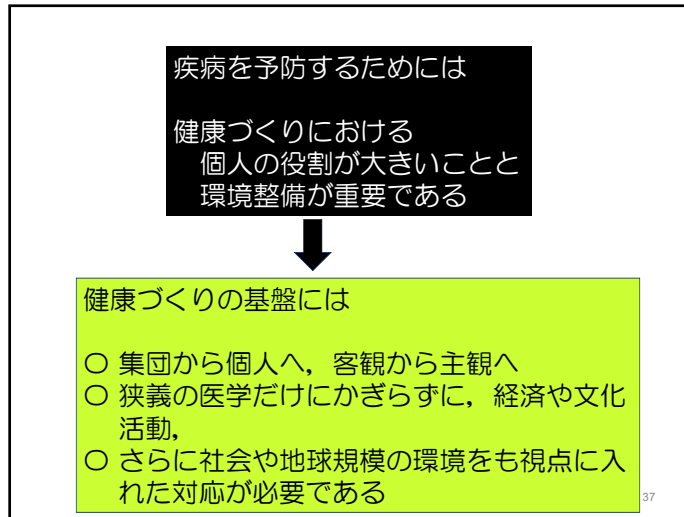 疾病を予防するためには
健康づくりにおける
個人の役割が大きいことと
環境整備が重要である
健康づくりの基盤には
〇 集団から個人へ，客観から主観へ
〇 狭義の医学だけにかぎらずに，経済や文化
活動，
〇 さらに社会や地球規模の環境をも視点に入
れた対応が必要である
37